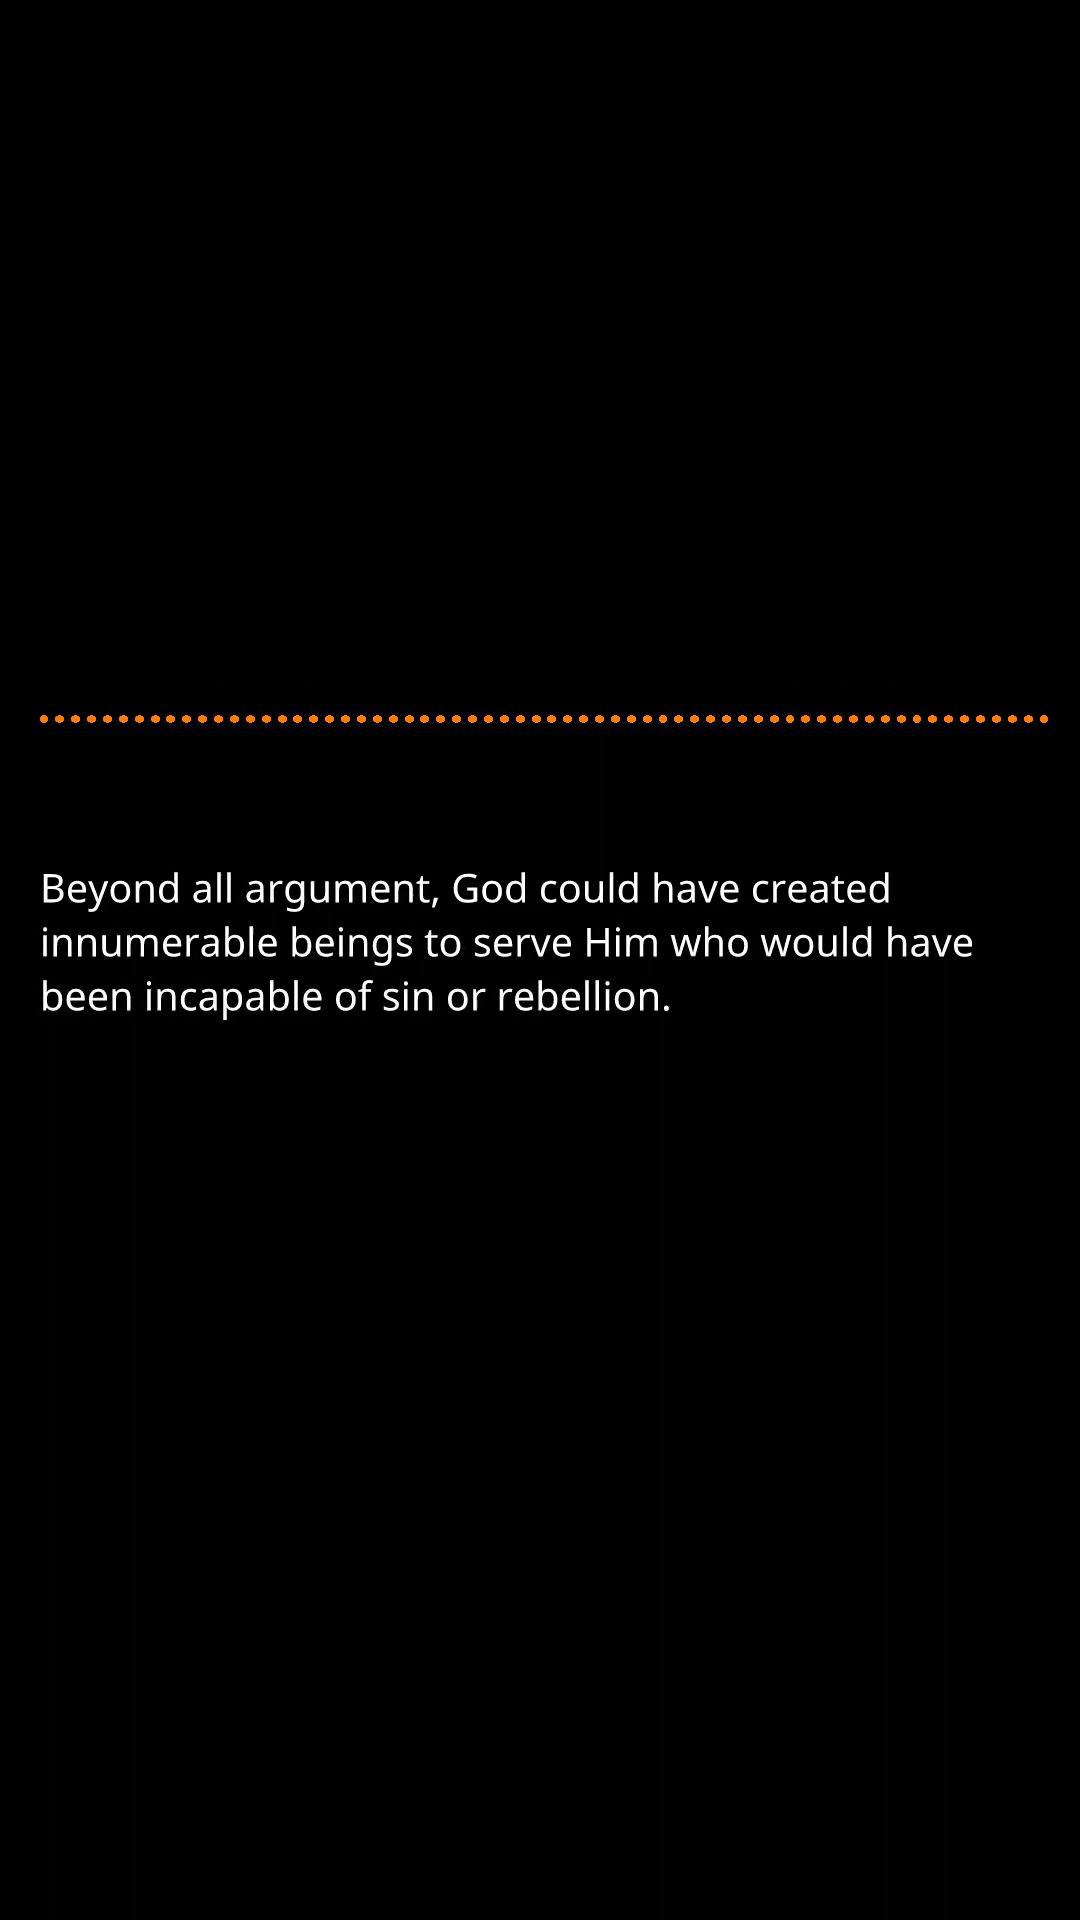 Beyond all argument, God could have created
innumerable beings to serve Him who would have
been incapable of sin or rebellion.